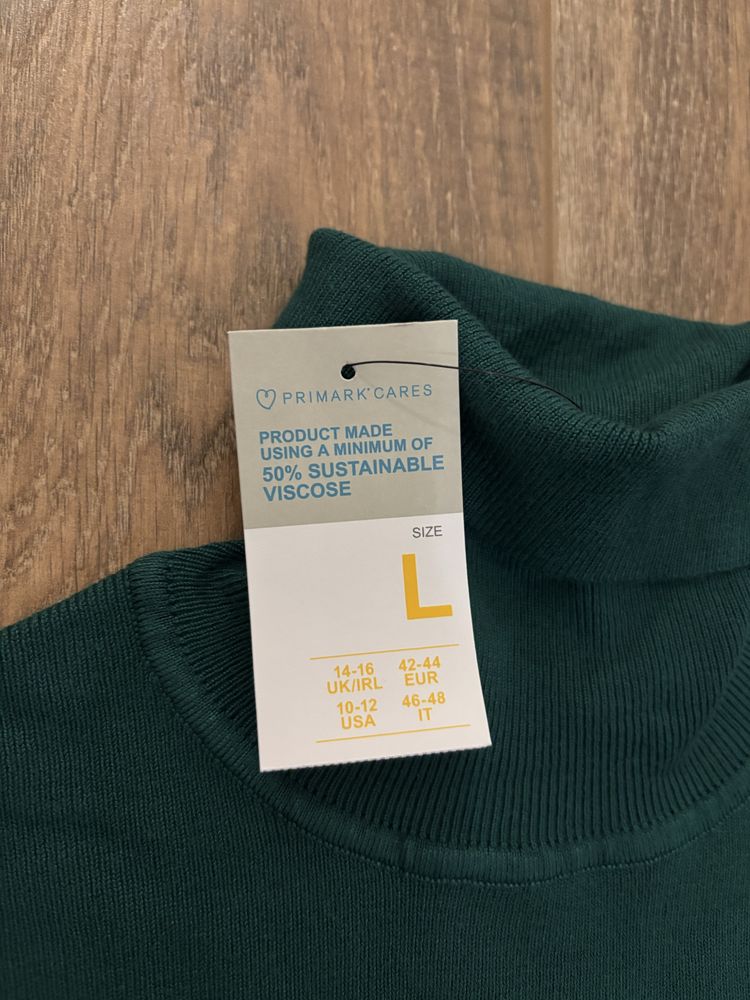 PRIMARK® CARES
PRODUCT MADE
USING A MINIMUM OF
50% SUSTAINABLE
VISCOSE
SIZE
L
14-16 42-44
UK/IRL EUR
10-12 46-48
USA IT